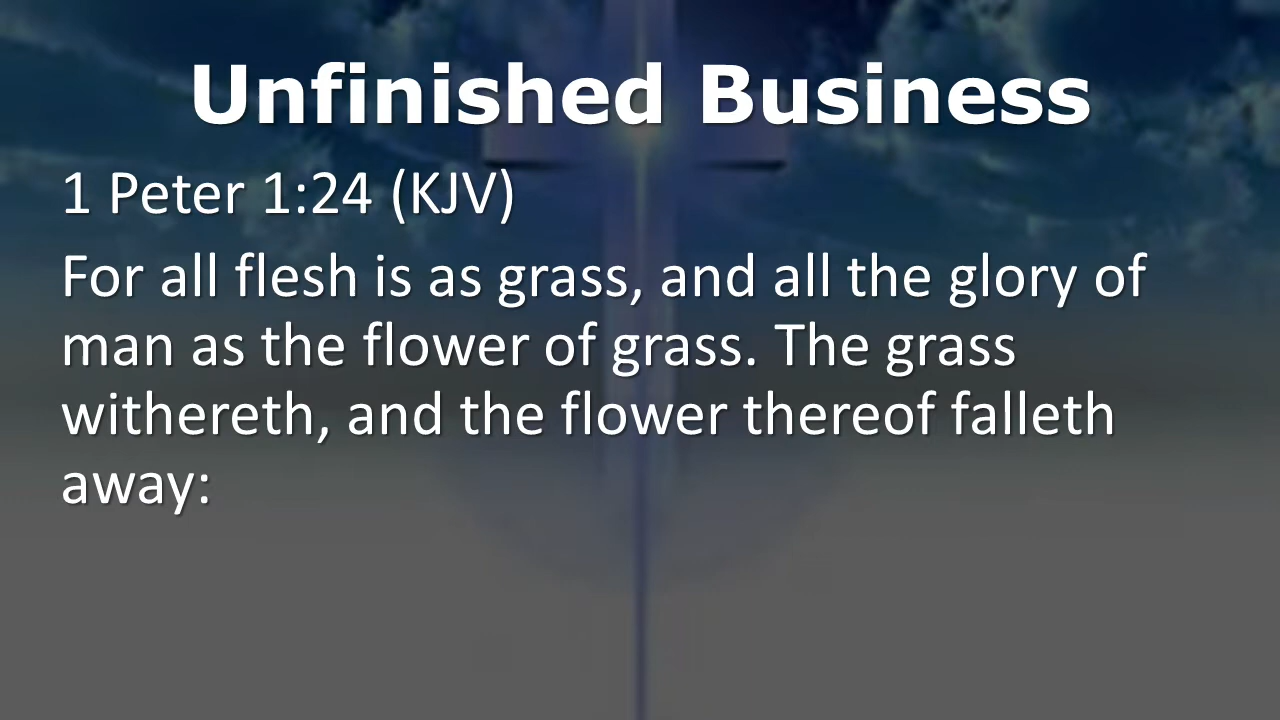 Unfinished Business
1 Peter 1:24 (KJV)
For all flesh is as grass, and all the glory of
man as the flower of grass. The grass
withereth, and the flower thereof falleth
away: